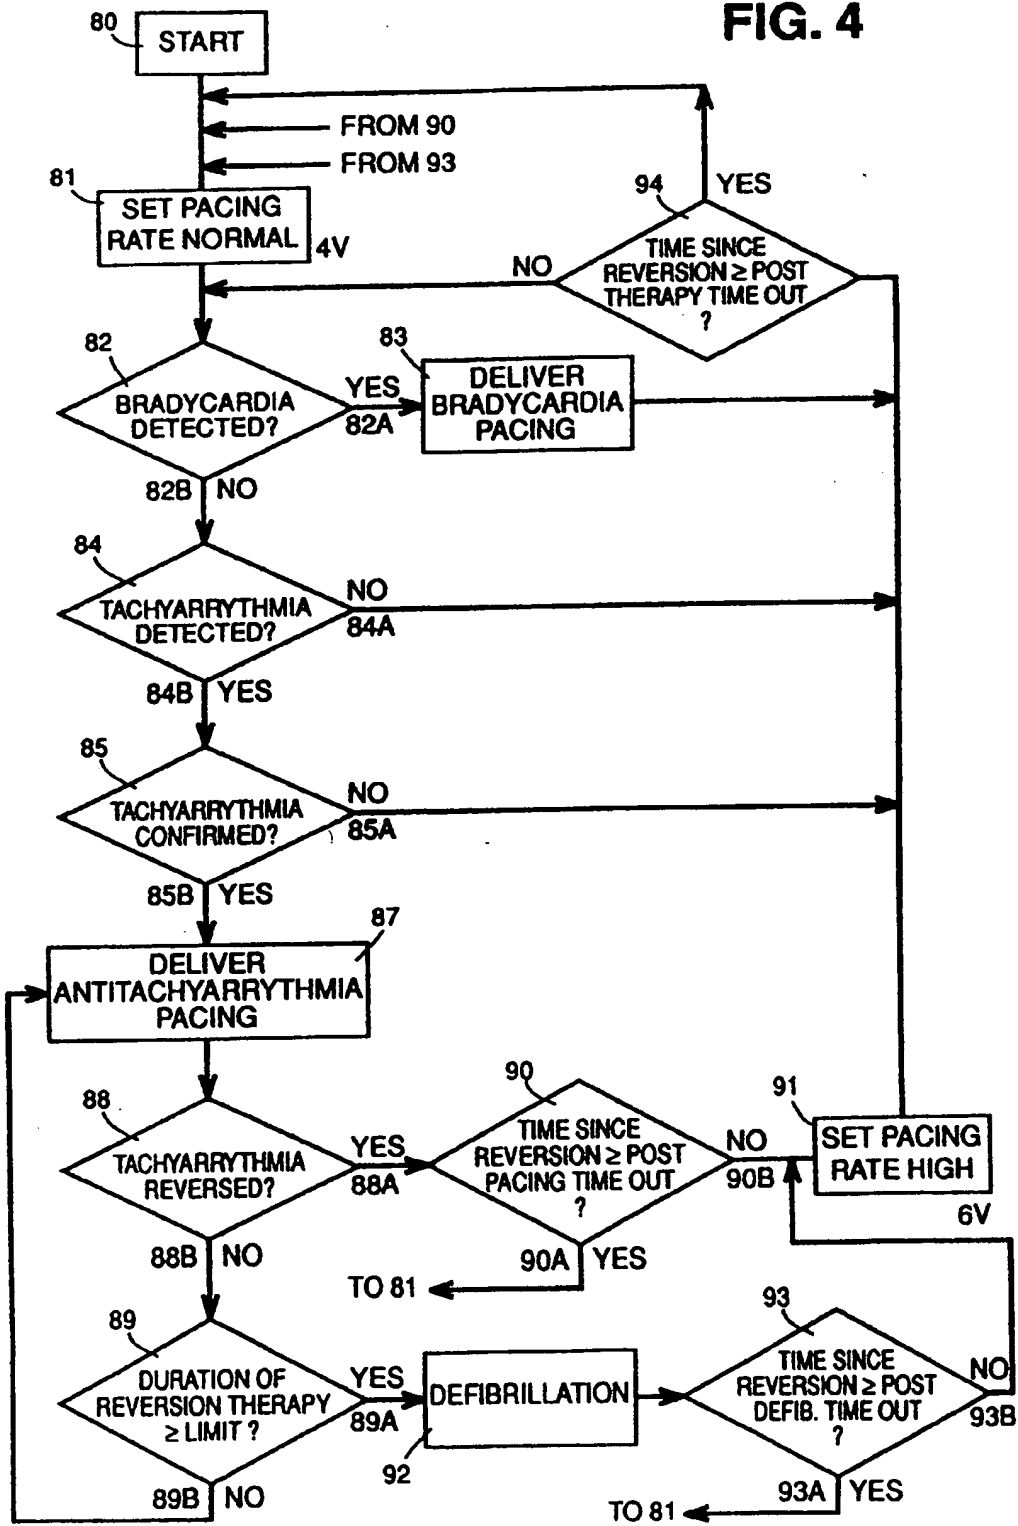 FIG. 4
80
START
FROM 90
FROM 93
81
SET PACING
RATE NORMAL
4V
94
YES
TIME SINCE
REVERSION ≥ POST
THERAPY TIME OUT
?
NO
82
BRADYCARDIA
DETECTED?
YES
82A
83
DELIVER
BRADYCARDIA
PACING
82B NO
84
TACHYARRYTHMIA
DETECTED?
NO
84A
84B YES
85
TACHYARRYTHMIA
CONFIRMED?
NO
85A
85B YES
87
DELIVER
ANTITACHYARRYTHMIA
PACING
88
TACHYARRYTHMIA
REVERSED?
YES
88A
90
TIME SINCE
REVERSION ≥ POST
PACING TIME OUT
?
NO
90B
91
SET PACING
RATE HIGH
6V
88B NO
90A YES
TO 81
89
DURATION OF
REVERSION THERAPY
≥ LIMIT ?
YES
89A
DEFIBRILLATION
92
93
TIME SINCE
REVERSION ≥ POST
DEFIB. TIME OUT
?
NO
93B
89B NO
93A YES
TO 81